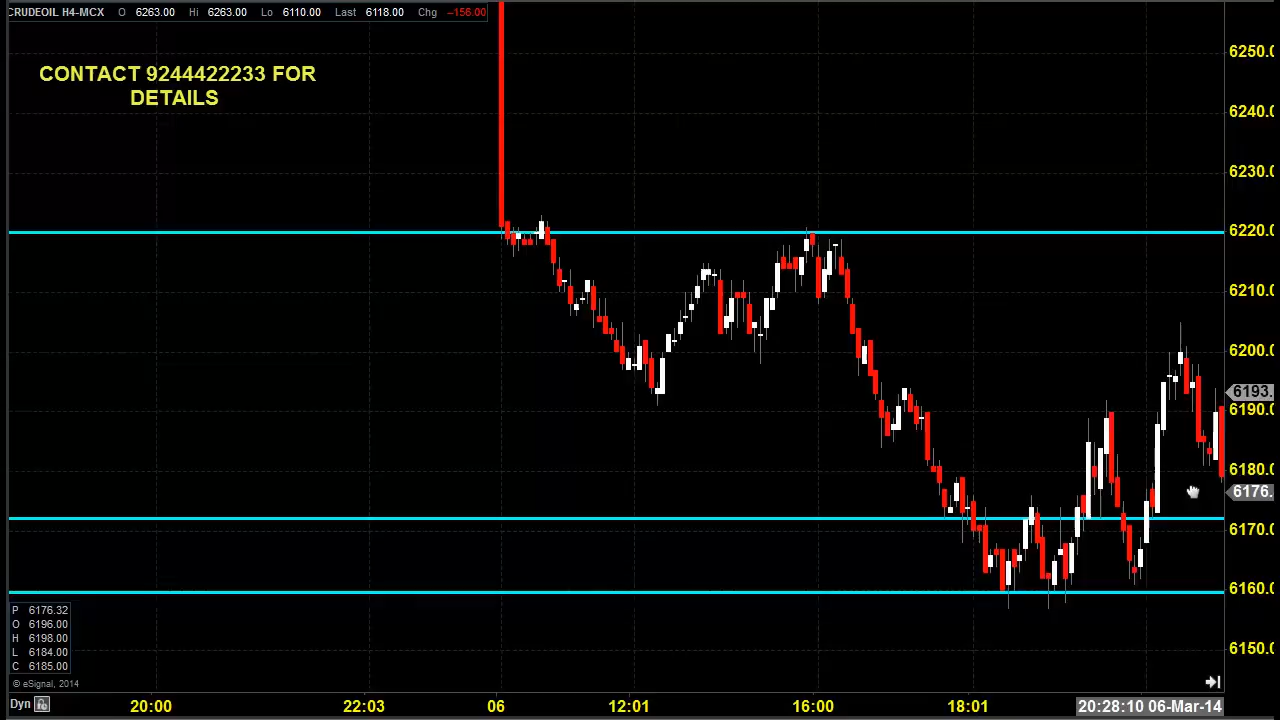 CRUDEOIL H4-MCX O 6263.00 Hi 6263.00 Lo 6110.00 Last 6118.00 Chg -156.00
CONTACT 9244422233 FOR
DETAILS
6250.0
6240.0
6230.0
6220.0
6210.0
6200.0
6193.
6190.0
6180.0
6176.
6170.0
6160.0
6150.0
P 6176.32
O 6196.00
H 6198.00
L 6184.00
C 6185.00
© eSignal, 2014
Dyn 20:00 22:03 06 12:01 16:00 18:01 20:28:10 06-Mar-14